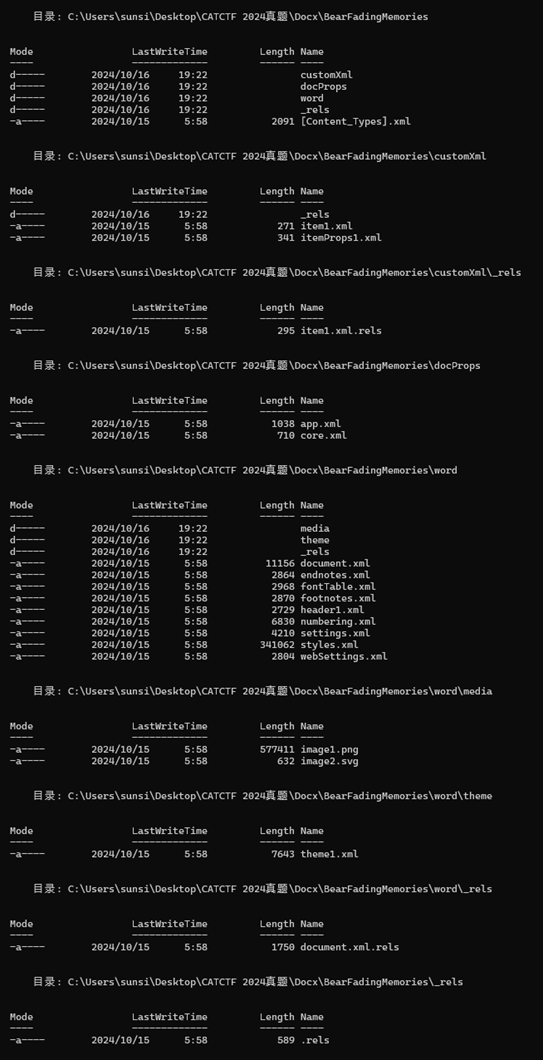 目录: C:\Users\sunsi\Desktop\CATCTF 2024真题\Docx\BearFadingMemories
Mode                 LastWriteTime         Length Name
----                 -------------         ------ ----
d-----        2024/10/16     19:22                customXml
d-----        2024/10/16     19:22                docProps
d-----        2024/10/16     19:22                word
d-----        2024/10/16     19:22                _rels
-a----        2024/10/15      5:58           2091 [Content_Types].xml
目录: C:\Users\sunsi\Desktop\CATCTF 2024真题\Docx\BearFadingMemories\customXml
Mode                 LastWriteTime         Length Name
----                 -------------         ------ ----
d-----        2024/10/16     19:22                _rels
-a----        2024/10/15      5:58            271 item1.xml
-a----        2024/10/15      5:58            341 itemProps1.xml
目录: C:\Users\sunsi\Desktop\CATCTF 2024真题\Docx\BearFadingMemories\customXml\_rels
Mode                 LastWriteTime         Length Name
----                 -------------         ------ ----
-a----        2024/10/15      5:58            295 item1.xml.rels
目录: C:\Users\sunsi\Desktop\CATCTF 2024真题\Docx\BearFadingMemories\docProps
Mode                 LastWriteTime         Length Name
----                 -------------         ------ ----
-a----        2024/10/15      5:58           1038 app.xml
-a----        2024/10/15      5:58            710 core.xml
目录: C:\Users\sunsi\Desktop\CATCTF 2024真题\Docx\BearFadingMemories\word
Mode                 LastWriteTime         Length Name
----                 -------------         ------ ----
d-----        2024/10/16     19:22                media
d-----        2024/10/16     19:22                theme
d-----        2024/10/16     19:22                _rels
-a----        2024/10/15      5:58          11156 document.xml
-a----        2024/10/15      5:58           2864 endnotes.xml
-a----        2024/10/15      5:58           2968 fontTable.xml
-a----        2024/10/15      5:58           2870 footnotes.xml
-a----        2024/10/15      5:58           2729 header1.xml
-a----        2024/10/15      5:58           6830 numbering.xml
-a----        2024/10/15      5:58           4210 settings.xml
-a----        2024/10/15      5:58         341062 styles.xml
-a----        2024/10/15      5:58           2804 webSettings.xml
目录: C:\Users\sunsi\Desktop\CATCTF 2024真题\Docx\BearFadingMemories\word\media
Mode                 LastWriteTime         Length Name
----                 -------------         ------ ----
-a----        2024/10/15      5:58         577411 image1.png
-a----        2024/10/15      5:58            632 image2.svg
目录: C:\Users\sunsi\Desktop\CATCTF 2024真题\Docx\BearFadingMemories\word\theme
Mode                 LastWriteTime         Length Name
----                 -------------         ------ ----
-a----        2024/10/15      5:58           7643 theme1.xml
目录: C:\Users\sunsi\Desktop\CATCTF 2024真题\Docx\BearFadingMemories\word\_rels
Mode                 LastWriteTime         Length Name
----                 -------------         ------ ----
-a----        2024/10/15      5:58           1750 document.xml.rels
目录: C:\Users\sunsi\Desktop\CATCTF 2024真题\Docx\BearFadingMemories\_rels
Mode                 LastWriteTime         Length Name
----                 -------------         ------ ----
-a----        2024/10/15      5:58            589 .rels